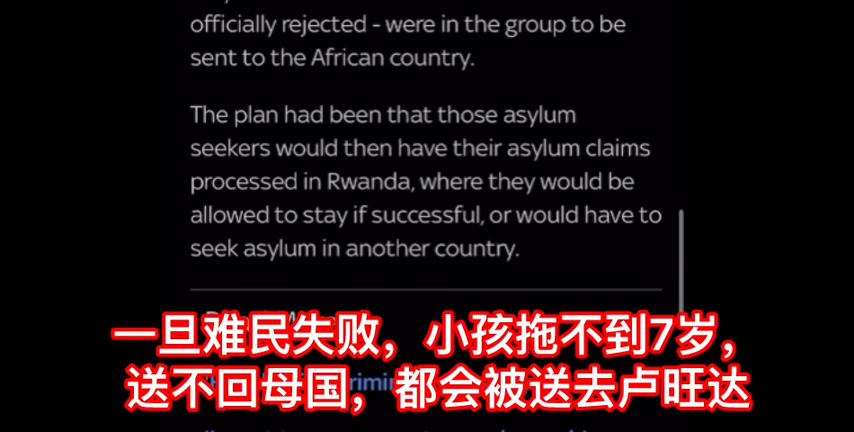 officially rejected - were in the group to be
sent to the African country.
The plan had been that those asylum
seekers would then have their asylum claims
processed in Rwanda, where they would be
allowed to stay if successful, or would have to
seek asylum in another country.
一旦难民失败，小孩拖不到7岁，
送不回母国，都会被送去卢旺达